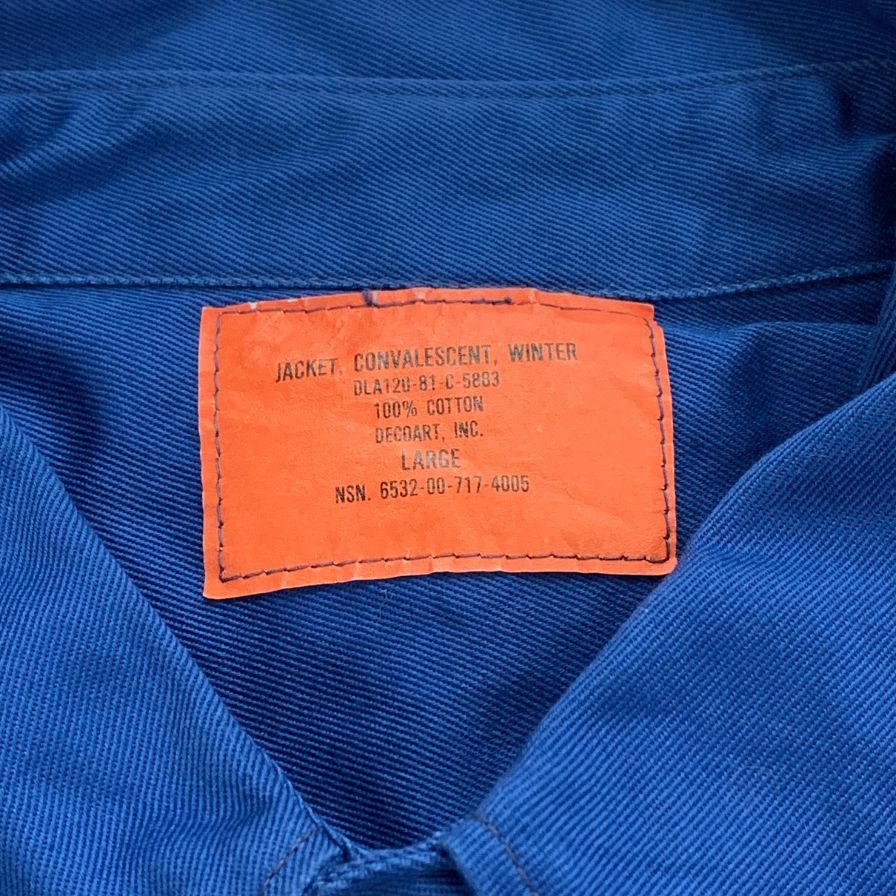 JACKET, CONVALESCENT, WINTER
DLA120-81-C-5883
100% COTTON
DECOART, INC.
LARGE
NSN. 6532-00-717-4005